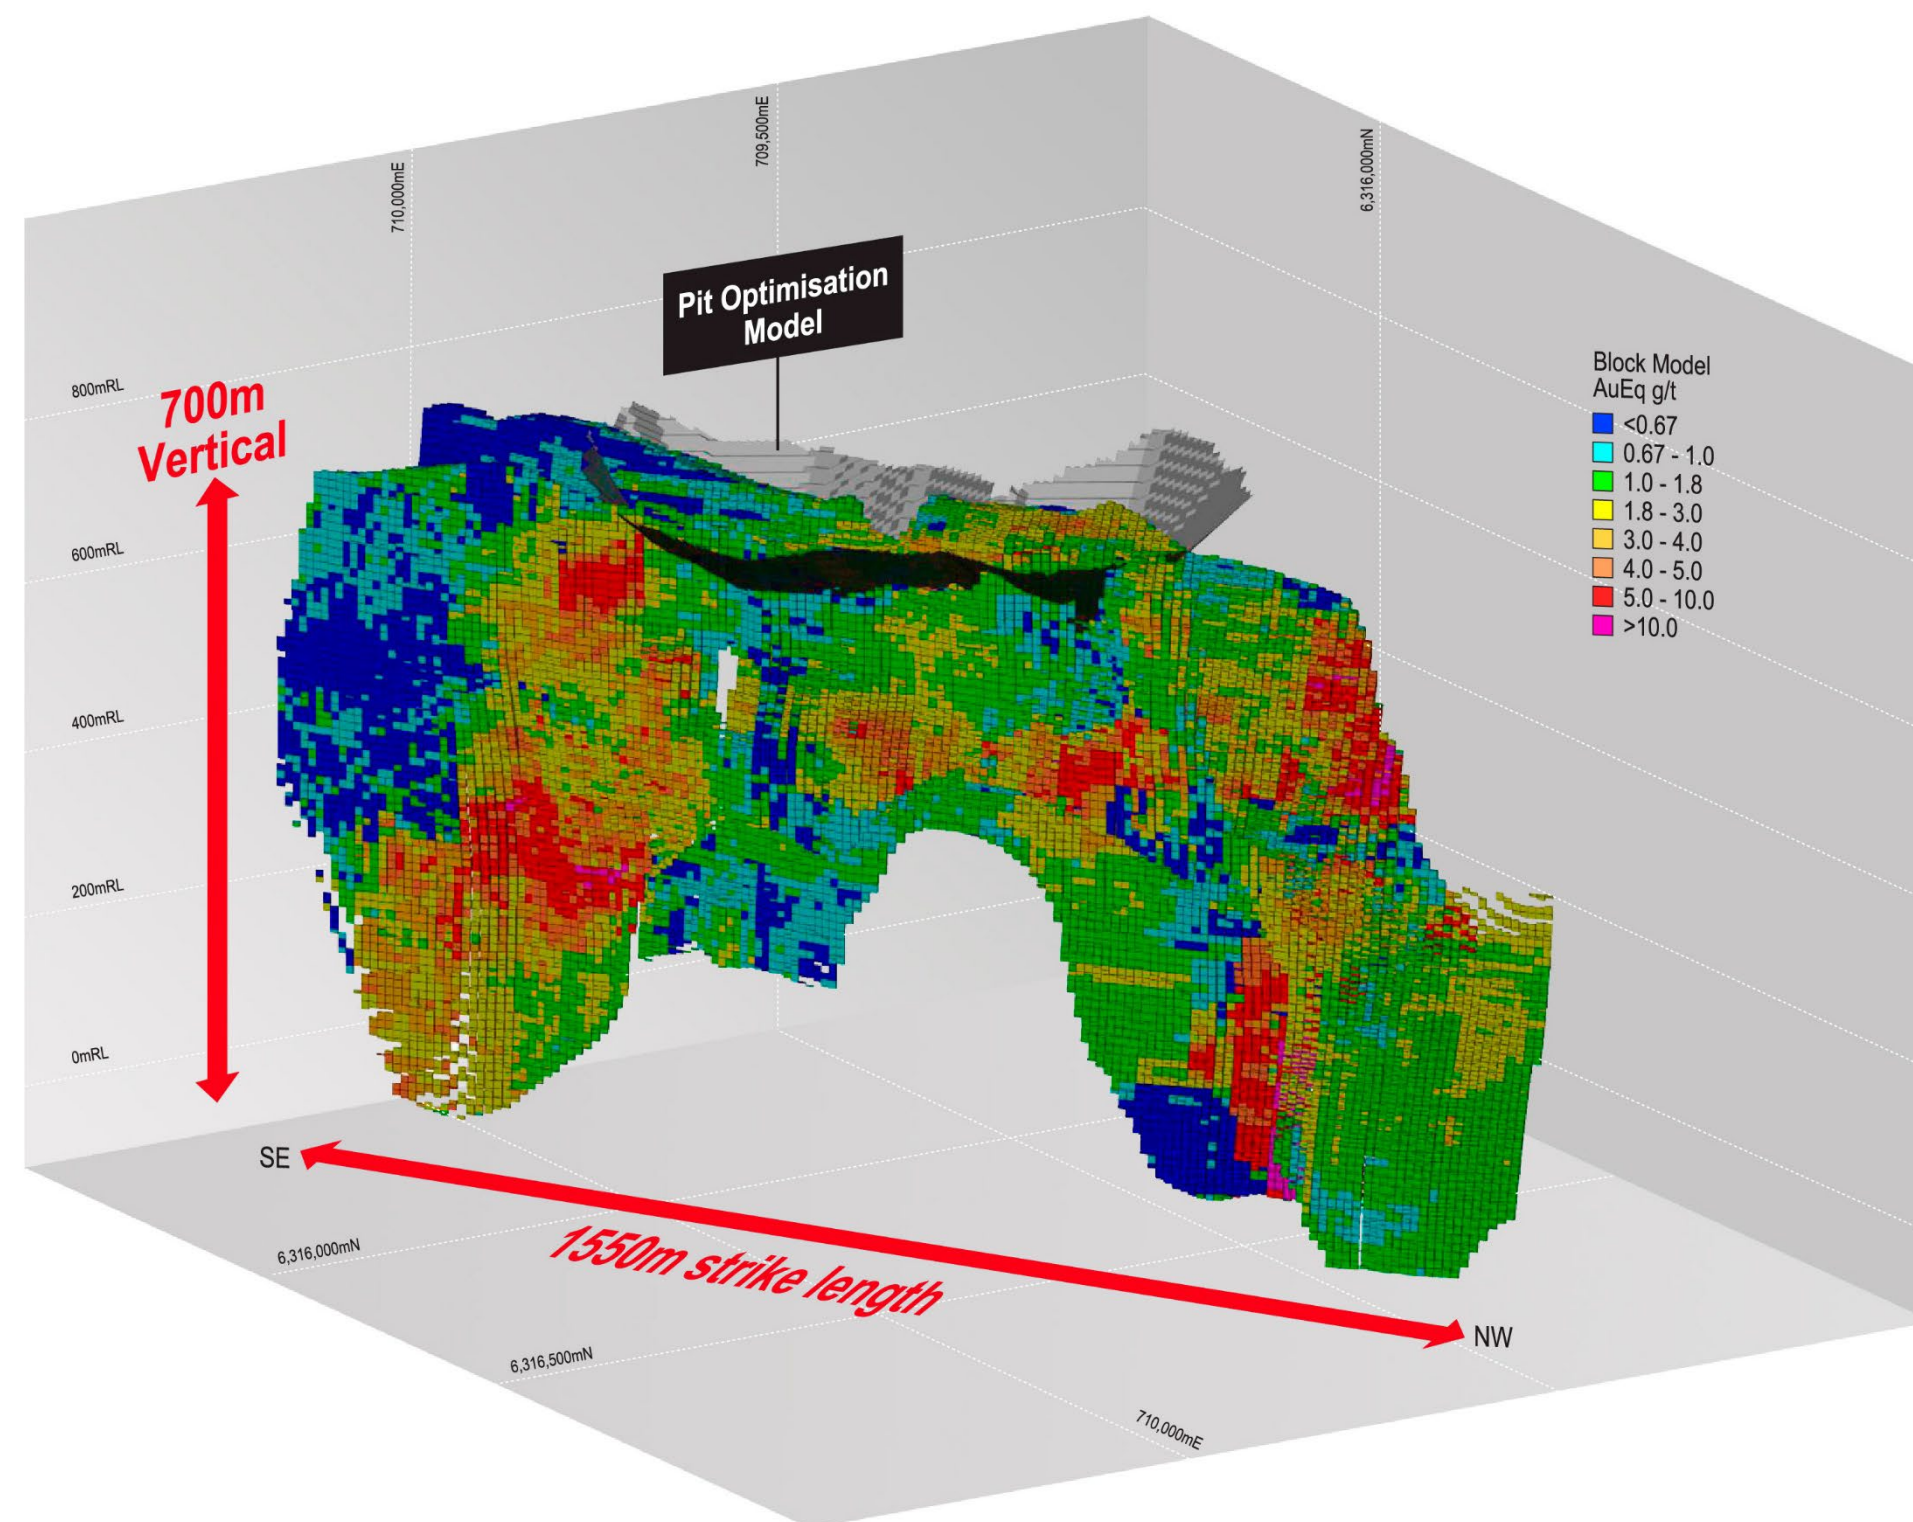 710,000mE
709,500mE
6,316,000mN
Pit Optimisation
Model
800mRL
700m
Vertical
600mRL
400mRL
200mRL
0mRL
Block Model
AuEq g/t
<0.67
0.67 - 1.0
1.0 - 1.8
1.8 - 3.0
3.0 - 4.0
4.0 - 5.0
5.0 - 10.0
>10.0
SE
1550m strike length
NW
6,316,000mN
6,316,500mN
710,000mE